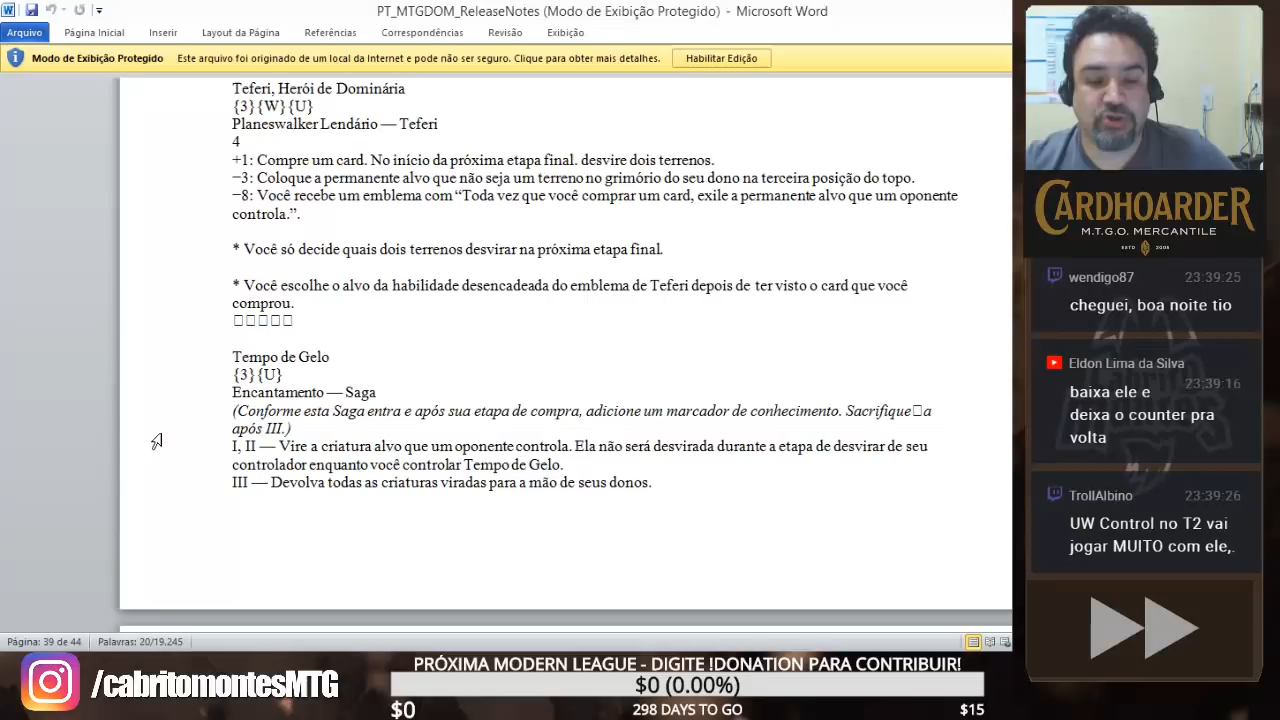 PT_MTGDOM_ReleaseNotes (Modo de Exibição Protegido) - Microsoft Word
Arquivo Página Inicial Inserir Layout da Página Referências Correspondências Revisão Exibição
Modo de Exibição Protegido Este arquivo foi originado de um local da Internet e pode não ser seguro. Clique para obter mais detalhes. Habilitar Edição
Teferi, Herói de Dominária
{3}{W}{U}
Planeswalker Lendário — Teferi
4
+1: Compre um card. No início da próxima etapa final. desvire dois terrenos.
−3: Coloque a permanente alvo que não seja um terreno no grimório do seu dono na terceira posição do topo.
−8: Você recebe um emblema com “Toda vez que você comprar um card, exile a permanente alvo que um oponente
controla.”.
* Você só decide quais dois terrenos desvirar na próxima etapa final.
* Você escolhe o alvo da habilidade desencadeada do emblema de Teferi depois de ter visto o card que você
comprou.
Tempo de Gelo
{3}{U}
Encantamento — Saga
(Conforme esta Saga entra e após sua etapa de compra, adicione um marcador de conhecimento. Sacrifique□a
após III.)
I, II — Vire a criatura alvo que um oponente controla. Ela não será desvirada durante a etapa de desvirar de seu
controlador enquanto você controlar Tempo de Gelo.
III — Devolva todas as criaturas viradas para a mão de seus donos.
Página: 39 de 44 Palavras: 20/19.245
CARDHOARDER
M.T.G.O. MERCANTILE
ESTD 2006
wendigo87 23:39:25
cheguei, boa noite tio
Eldon Lima da Silva
23:39:16
baixa ele e
deixa o counter pra
volta
TrollAlbino 23:39:26
UW Control no T2 vai
jogar MUITO com ele,.
/cabritomontesMTG
PRÓXIMA MODERN LEAGUE - DIGITE !DONATION PARA CONTRIBUIR!
$0 (0.00%)
$0 298 DAYS TO GO $15